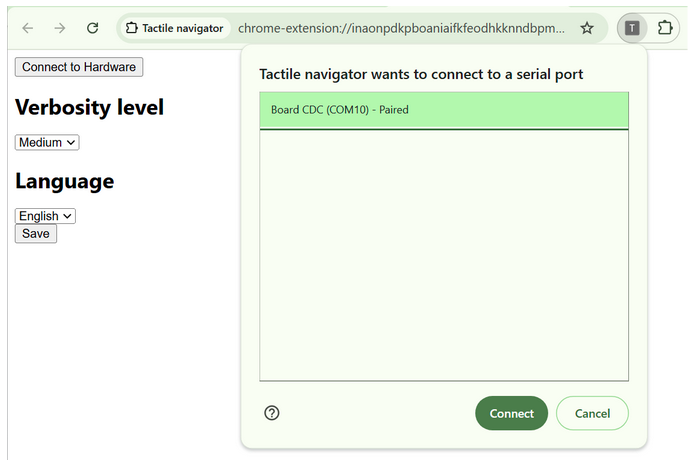 Tactile navigator
chrome-extension://inaonpdkpboaniaifkfeodhkknndbpm...
T
Connect to Hardware
Verbosity level
Medium
Language
English
Save
Tactile navigator wants to connect to a serial port
Board CDC (COM10) - Paired
Connect
Cancel